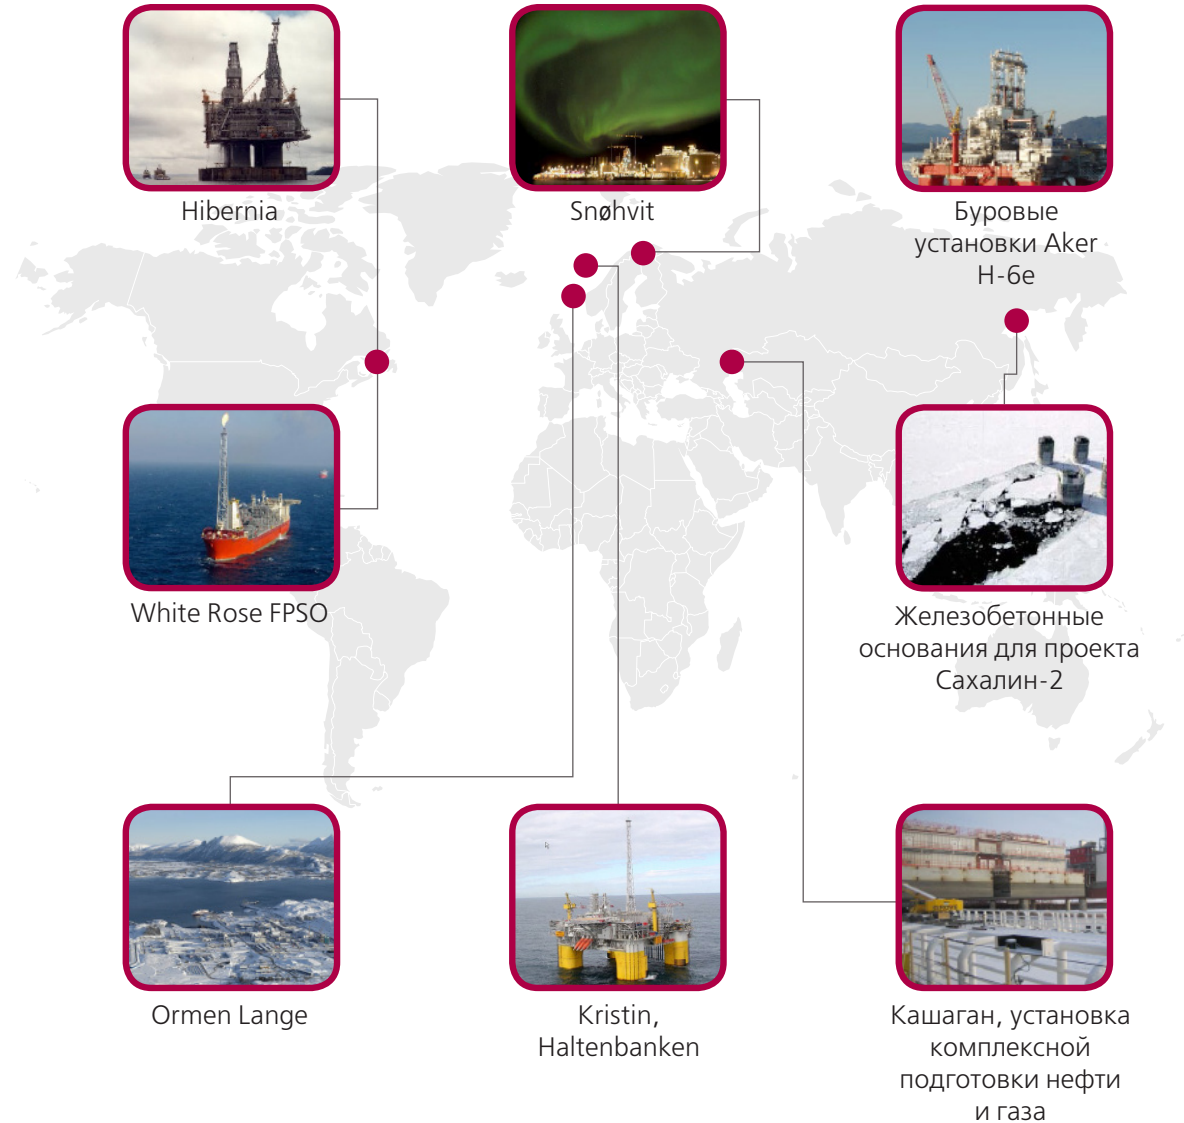 Hibernia
Snøhvit
Буровые
установки Aker
H-6e
White Rose FPSO
Железобетонные
основания для проекта
Сахалин-2
Ormen Lange
Kristin,
Haltenbanken
Кашаган, установка
комплексной
подготовки нефти
и газа